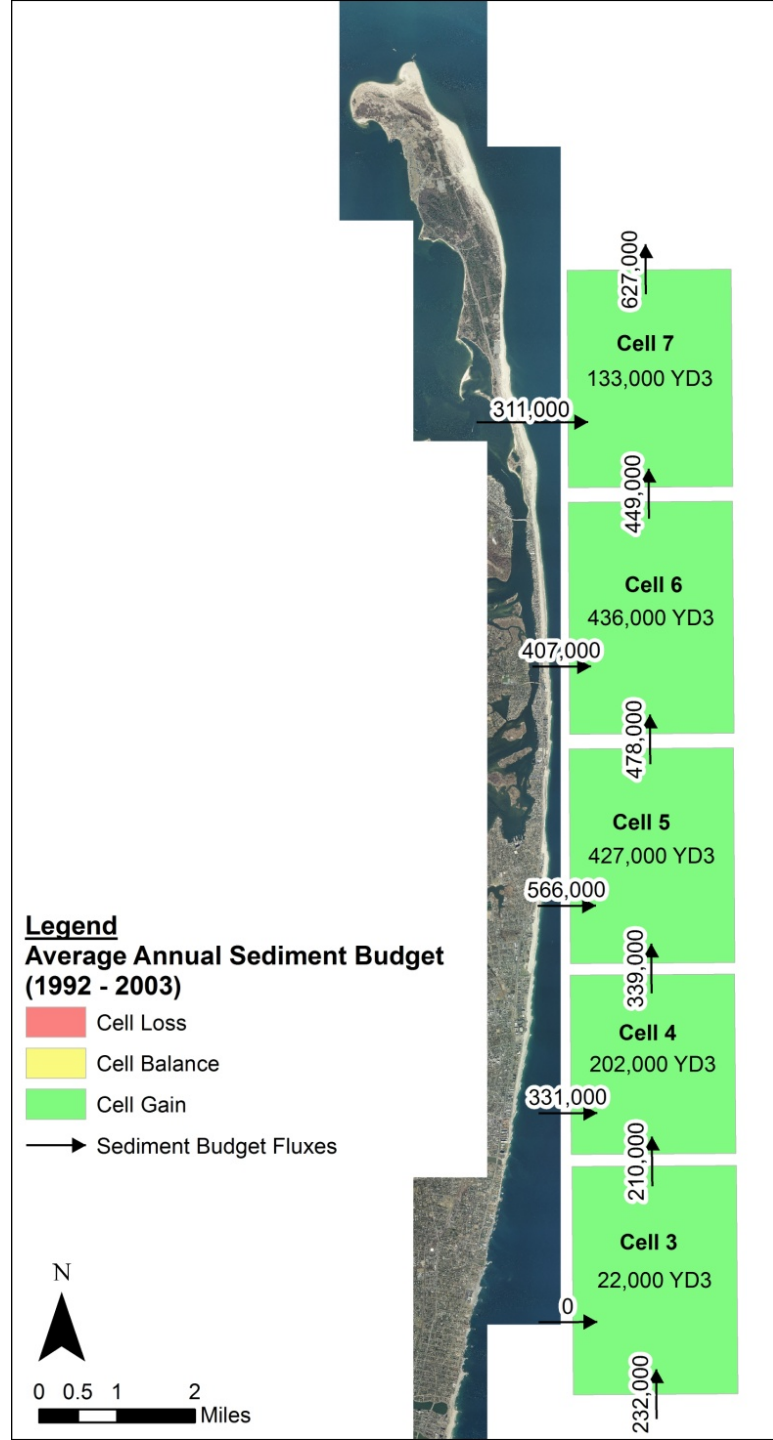 627,000
Cell 7
133,000 YD3
311,000
449,000
Cell 6
436,000 YD3
407,000
478,000
Cell 5
427,000 YD3
566,000
339,000
Cell 4
202,000 YD3
331,000
210,000
Cell 3
22,000 YD3
0
232,000
Legend
Average Annual Sediment Budget
(1992 - 2003)
Cell Loss
Cell Balance
Cell Gain
Sediment Budget Fluxes
N
0 0.5 1 2
Miles